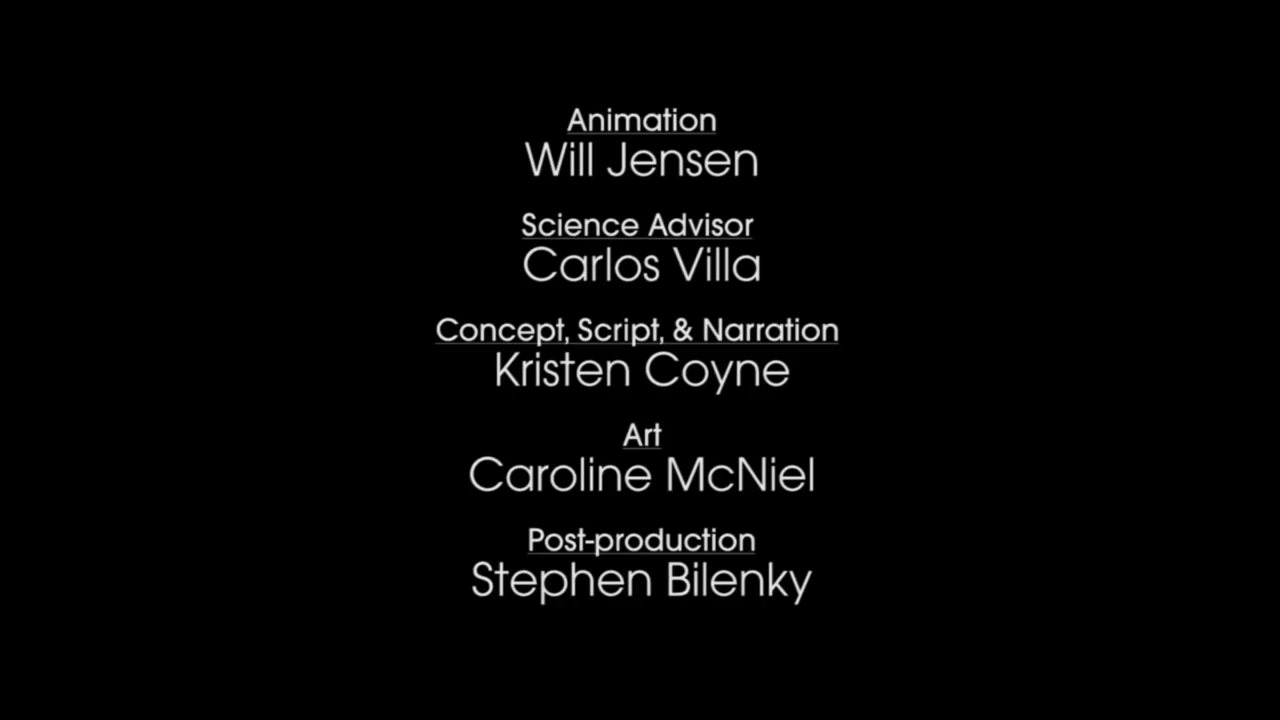 Animation
Will Jensen
Science Advisor
Carlos Villa
Concept, Script, & Narration
Kristen Coyne
Art
Caroline McNiel
Post-production
Stephen Bilenky